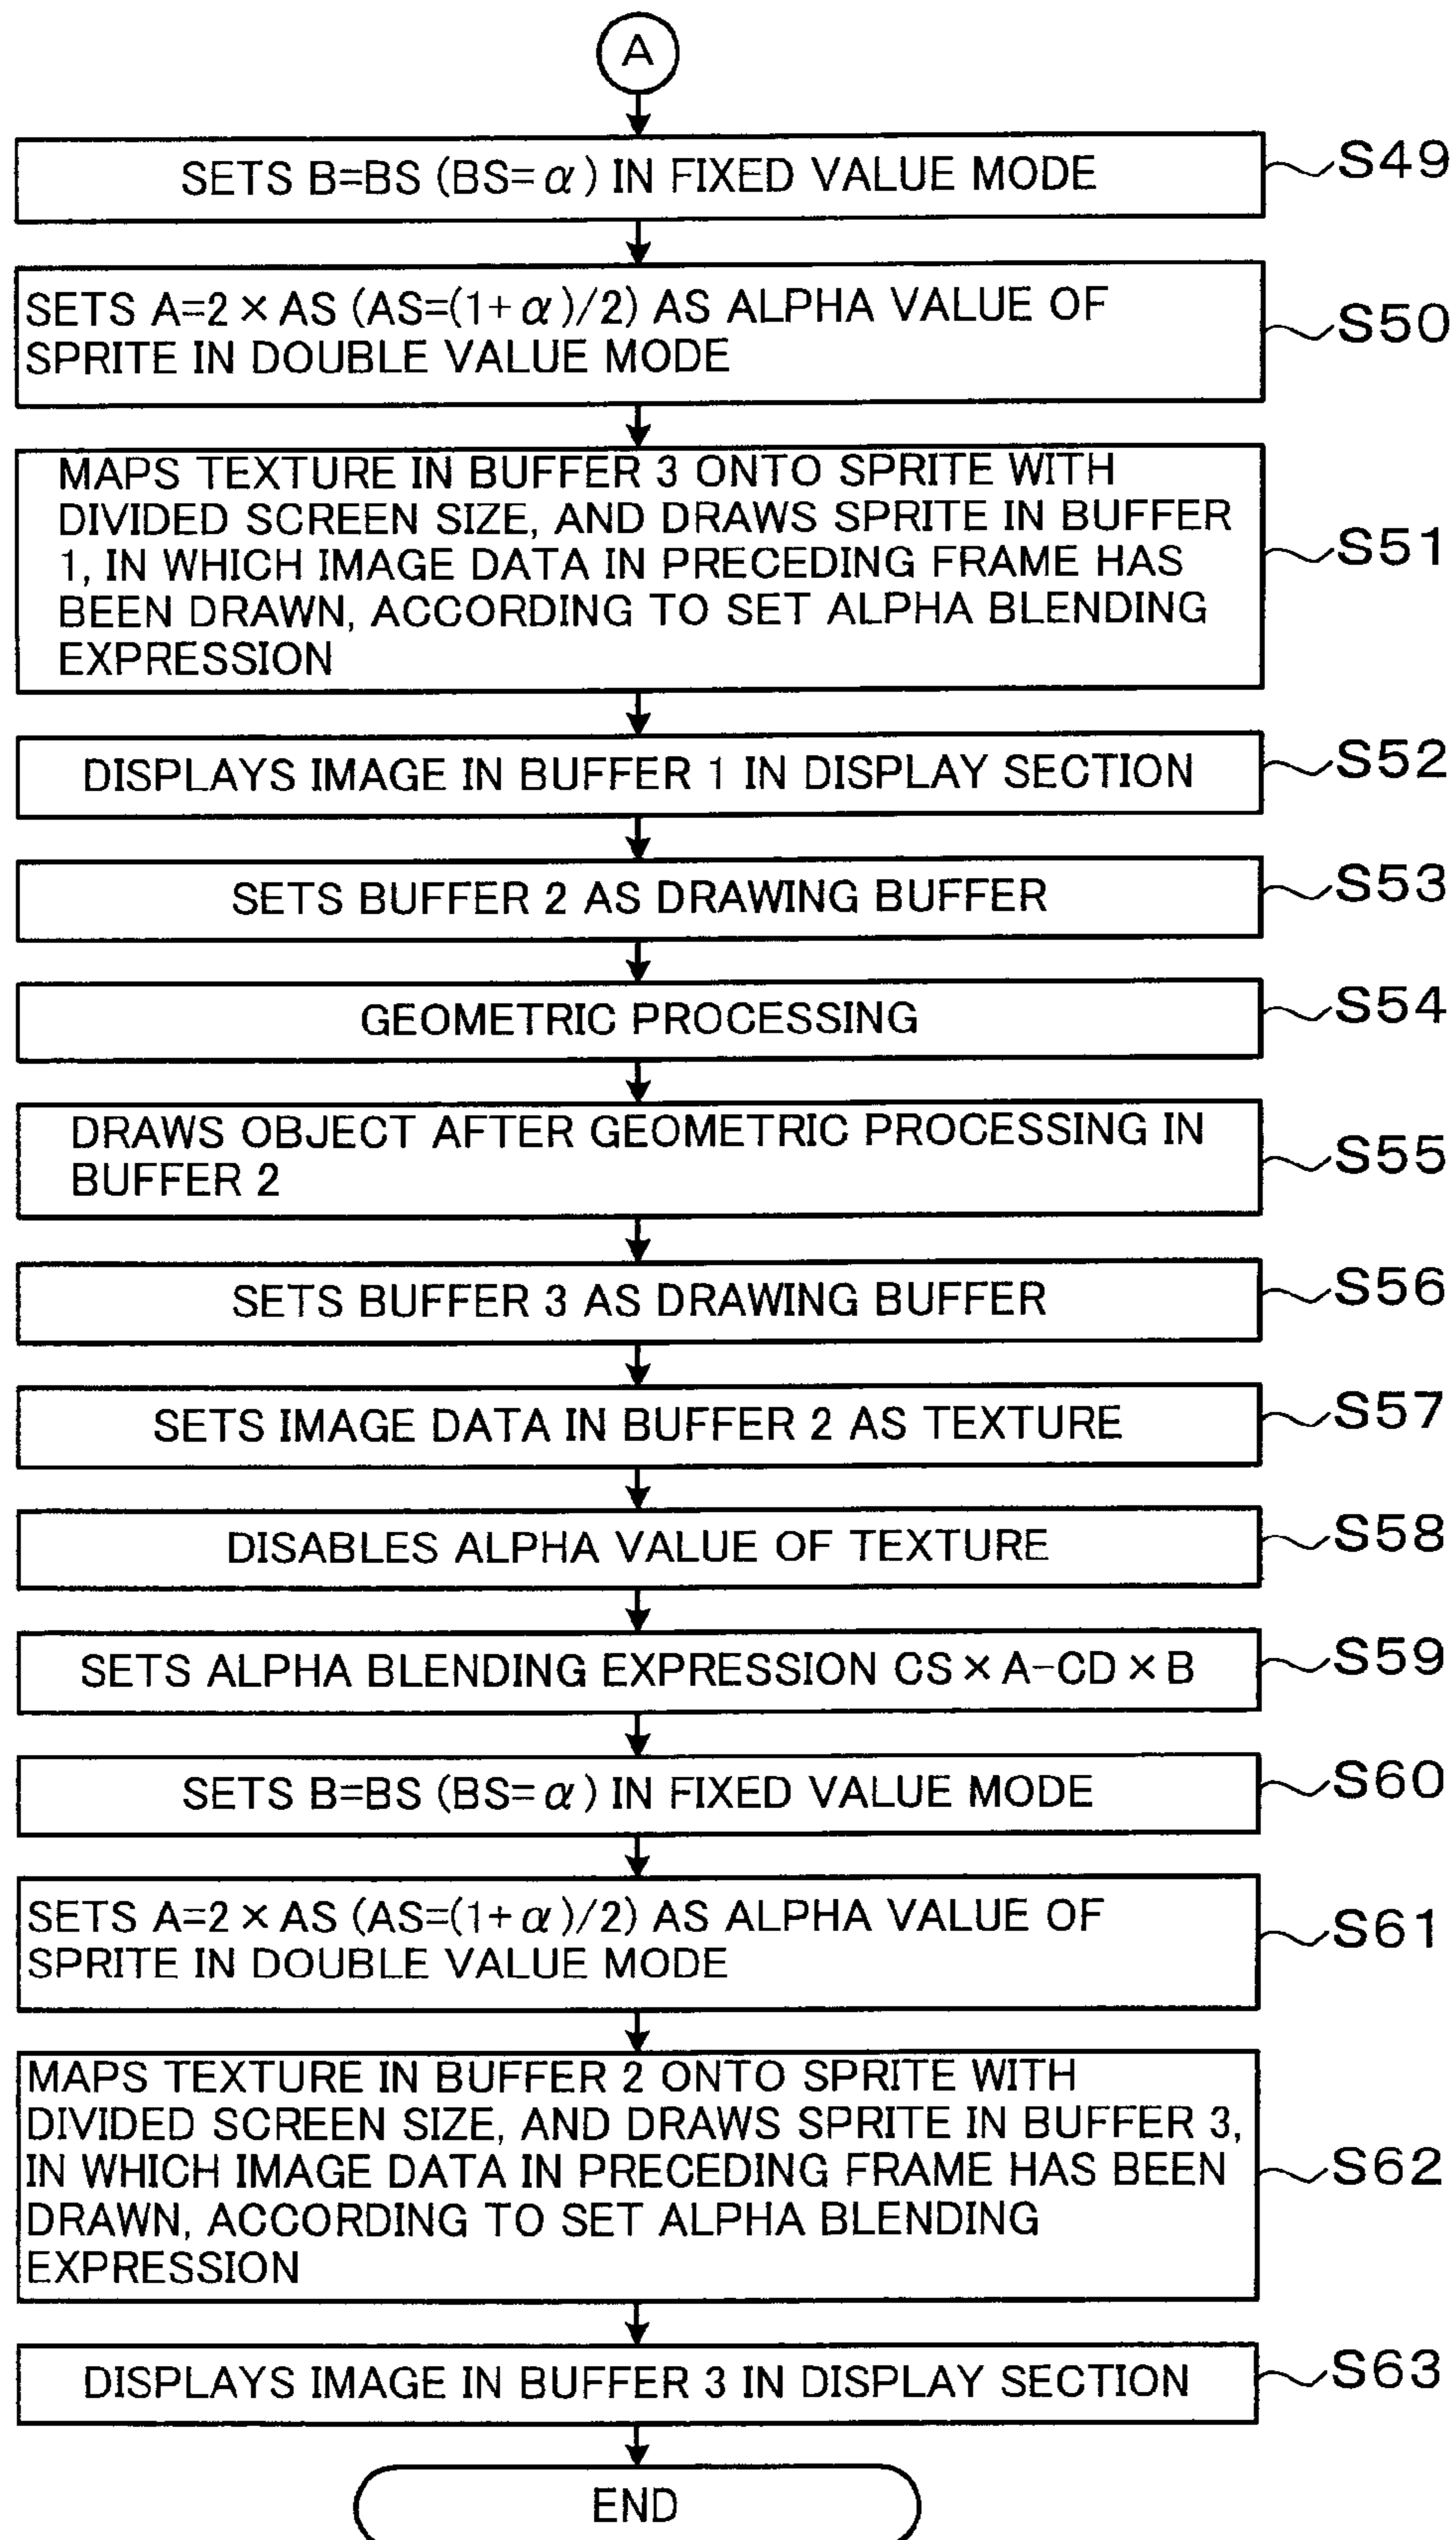 A
SETS B=BS (BS=α) IN FIXED VALUE MODE
S49
SETS A=2×AS (AS=(1+α)/2) AS ALPHA VALUE OF
SPRITE IN DOUBLE VALUE MODE
S50
MAPS TEXTURE IN BUFFER 3 ONTO SPRITE WITH
DIVIDED SCREEN SIZE, AND DRAWS SPRITE IN BUFFER
1, IN WHICH IMAGE DATA IN PRECEDING FRAME HAS
BEEN DRAWN, ACCORDING TO SET ALPHA BLENDING
EXPRESSION
S51
DISPLAYS IMAGE IN BUFFER 1 IN DISPLAY SECTION
S52
SETS BUFFER 2 AS DRAWING BUFFER
S53
GEOMETRIC PROCESSING
S54
DRAWS OBJECT AFTER GEOMETRIC PROCESSING IN
BUFFER 2
S55
SETS BUFFER 3 AS DRAWING BUFFER
S56
SETS IMAGE DATA IN BUFFER 2 AS TEXTURE
S57
DISABLES ALPHA VALUE OF TEXTURE
S58
SETS ALPHA BLENDING EXPRESSION CS×A-CD×B
S59
SETS B=BS (BS=α) IN FIXED VALUE MODE
S60
SETS A=2×AS (AS=(1+α)/2) AS ALPHA VALUE OF
SPRITE IN DOUBLE VALUE MODE
S61
MAPS TEXTURE IN BUFFER 2 ONTO SPRITE WITH
DIVIDED SCREEN SIZE, AND DRAWS SPRITE IN BUFFER 3,
IN WHICH IMAGE DATA IN PRECEDING FRAME HAS BEEN
DRAWN, ACCORDING TO SET ALPHA BLENDING
EXPRESSION
S62
DISPLAYS IMAGE IN BUFFER 3 IN DISPLAY SECTION
S63
END